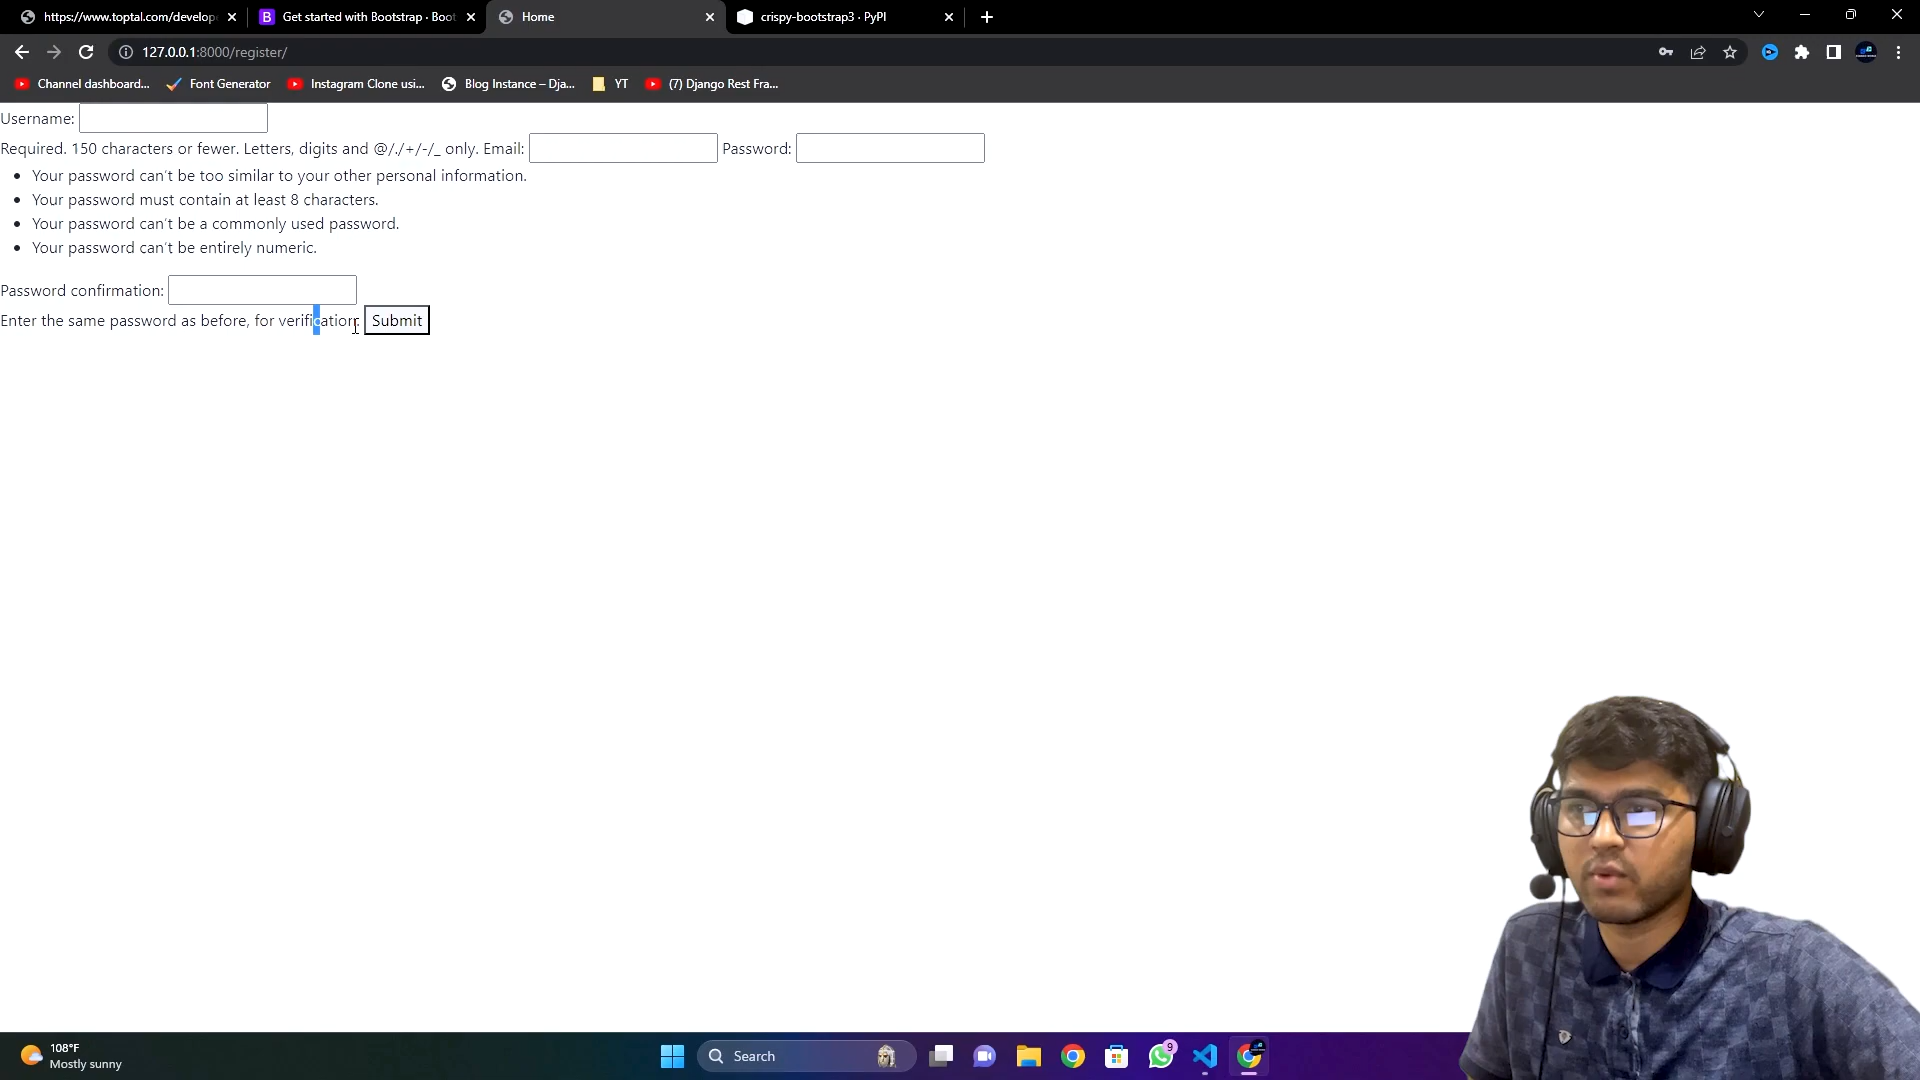 https://www.toptal.com/develop
Get started with Bootstrap · Boot
Home
crispy-bootstrap3 · PyPI
127.0.0.1:8000/register/
Channel dashboard...
Font Generator
Instagram Clone usi...
Blog Instance – Dja...
YT
(7) Django Rest Fra...
Username:
Required. 150 characters or fewer. Letters, digits and @/./+/-/_ only. Email: Password:
Your password can't be too similar to your other personal information.
Your password must contain at least 8 characters.
Your password can't be a commonly used password.
Your password can't be entirely numeric.
Password confirmation:
Enter the same password as before, for verification. Submit
108°F
Mostly sunny
Search
9